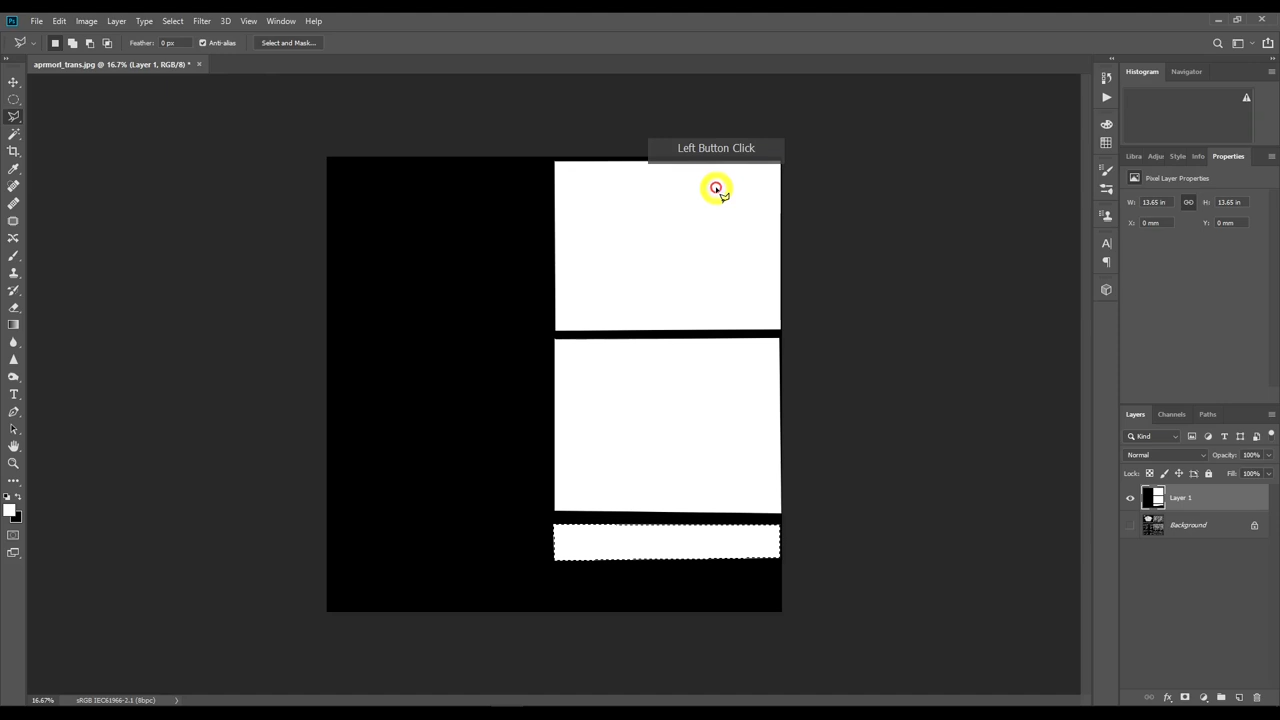 Ps File Edit Image Layer Type Select Filter 3D View Window Help
Feather: 0 px Anti-alias Select and Mask...
aprmorl_trans.jpg @ 16.7% (Layer 1, RGB/8) * ×
Histogram Navigator
Left Button Click
Libra Adju Style Info Properties
Pixel Layer Properties
W: 13.65 in H: 13.65 in
X: 0 mm Y: 0 mm
Layers Channels Paths
Kind
Normal Opacity: 100%
Lock: Fill: 100%
Layer 1
Background
16.67% sRGB IEC61966-2.1 (8bpc)